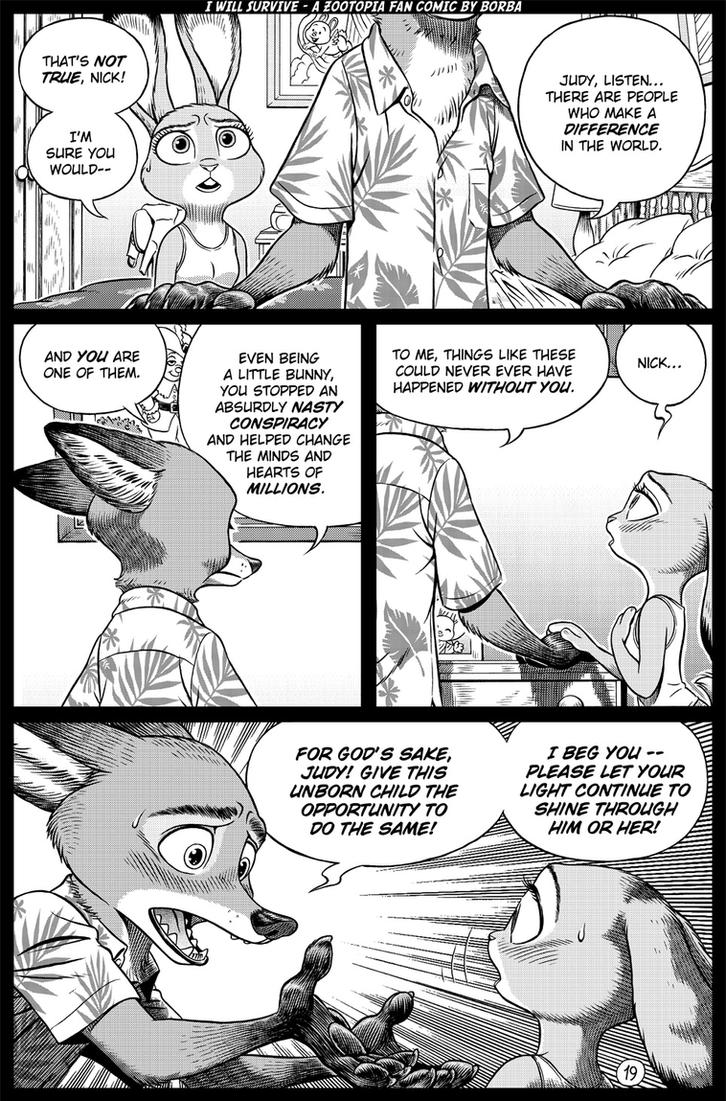 I WILL SURVIVE - A ZOOTOPIA FAN COMIC BY BORBA
THAT'S NOT
TRUE, NICK!
I'M
SURE YOU
WOULD--
JUDY, LISTEN...
THERE ARE PEOPLE
WHO MAKE A
DIFFERENCE
IN THE WORLD.
AND YOU ARE
ONE OF THEM.
EVEN BEING
A LITTLE BUNNY,
YOU STOPPED AN
ABSURDLY NASTY
CONSPIRACY
AND HELPED CHANGE
THE MINDS AND
HEARTS OF
MILLIONS.
TO ME, THINGS LIKE THESE
COULD NEVER EVER HAVE
HAPPENED WITHOUT YOU.
NICK...
FOR GOD'S SAKE,
JUDY! GIVE THIS
UNBORN CHILD THE
OPPORTUNITY TO
DO THE SAME!
I BEG YOU --
PLEASE LET YOUR
LIGHT CONTINUE TO
SHINE THROUGH
HIM OR HER!
19